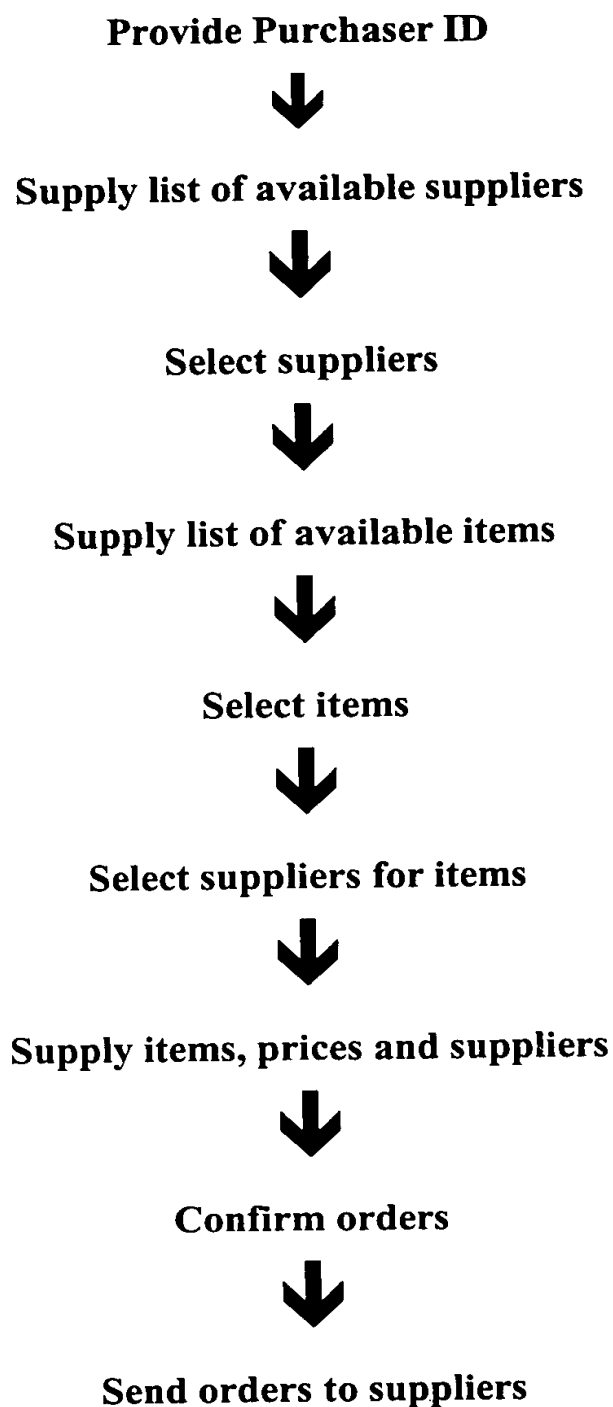 Provide Purchaser ID
Supply list of available suppliers
Select suppliers
Supply list of available items
Select items
Select suppliers for items
Supply items, prices and suppliers
Confirm orders
Send orders to suppliers